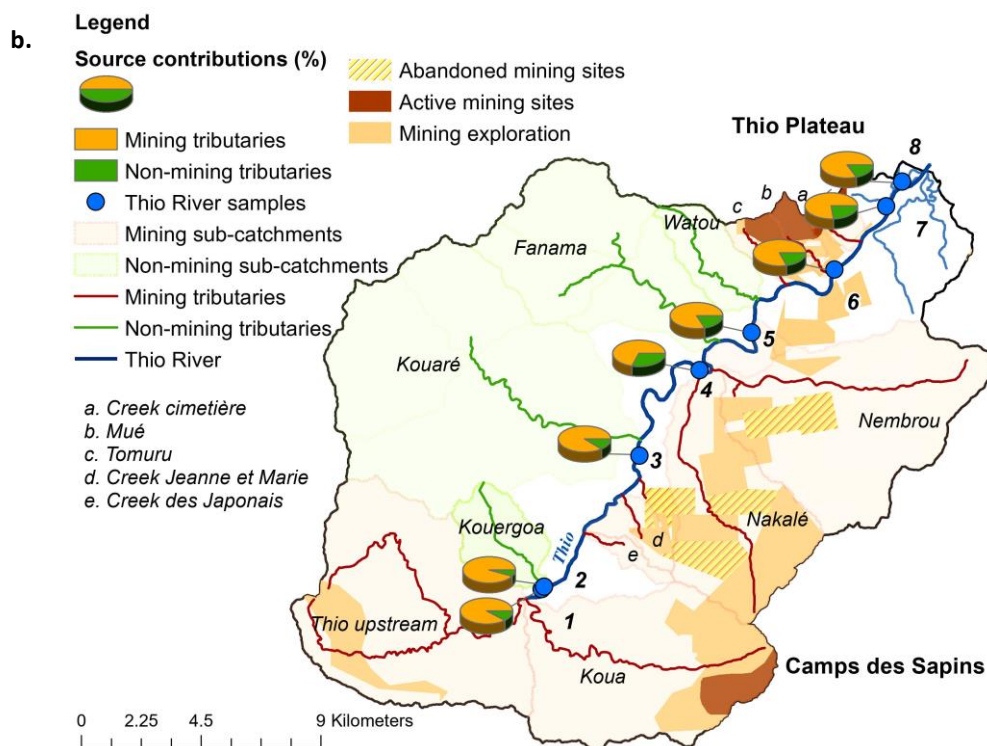 b.
Legend
Source contributions (%)
Mining tributaries
Non-mining tributaries
Thio River samples
Mining sub-catchments
Non-mining sub-catchments
Mining tributaries
Non-mining tributaries
Thio River
Abandoned mining sites
Active mining sites
Mining exploration
a. Creek cimetière
b. Mué
c. Tomuru
d. Creek Jeanne et Marie
e. Creek des Japonais
Thio Plateau
8
b
a
c
7
Watou
Fanama
6
5
Kouaré
4
Nembrou
3
Nakalé
Kouergoa
Thio
d
e
2
Thio upstream
1
Koua
Camps des Sapins
0 2.25 4.5 9 Kilometers